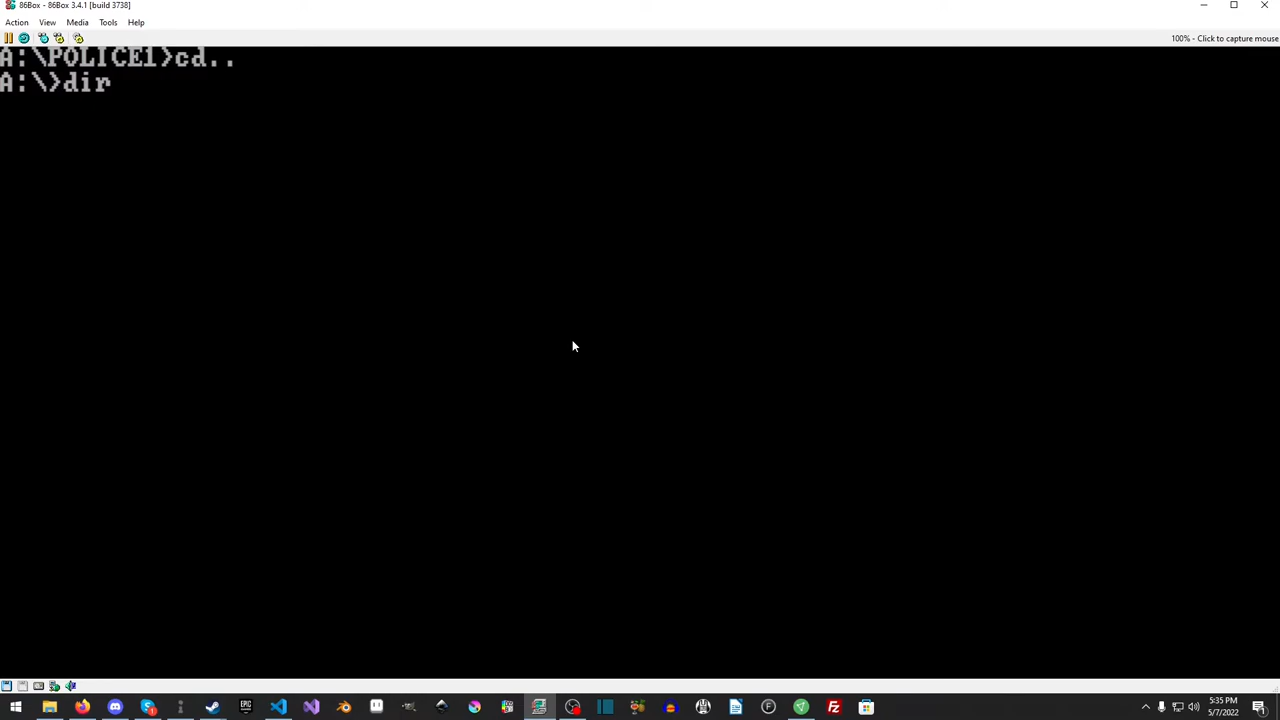 86Box - 86Box 3.4.1 [build 3738]
Action View Media Tools Help
100% - Click to capture mouse
A:\POLICE1>cd..
A:\>dir
EPIC
5:35 PM
5/7/2022